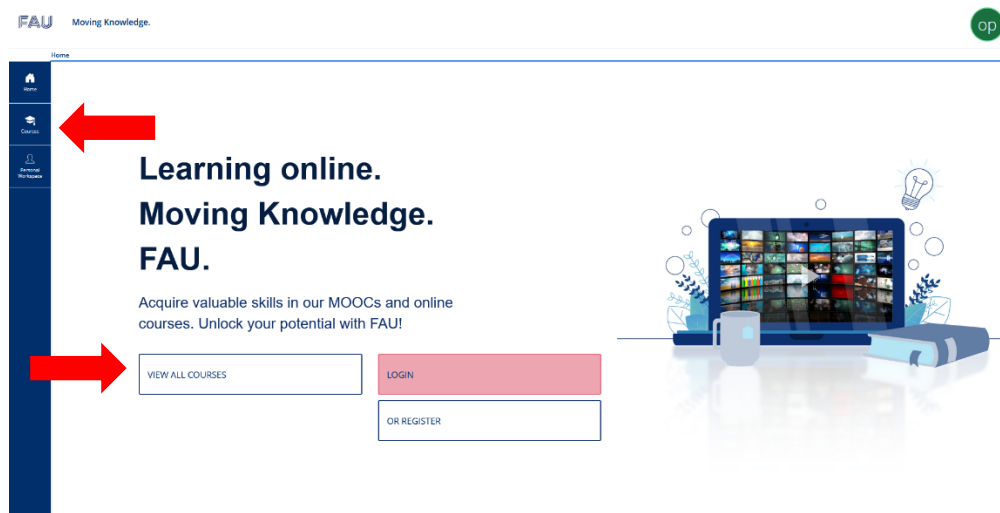 FAU
Moving Knowledge.
op
Home
Home
Courses
Personal
Workspace
Learning online.
Moving Knowledge.
FAU.
Acquire valuable skills in our MOOCs and online
courses. Unlock your potential with FAU!
VIEW ALL COURSES
LOGIN
OR REGISTER